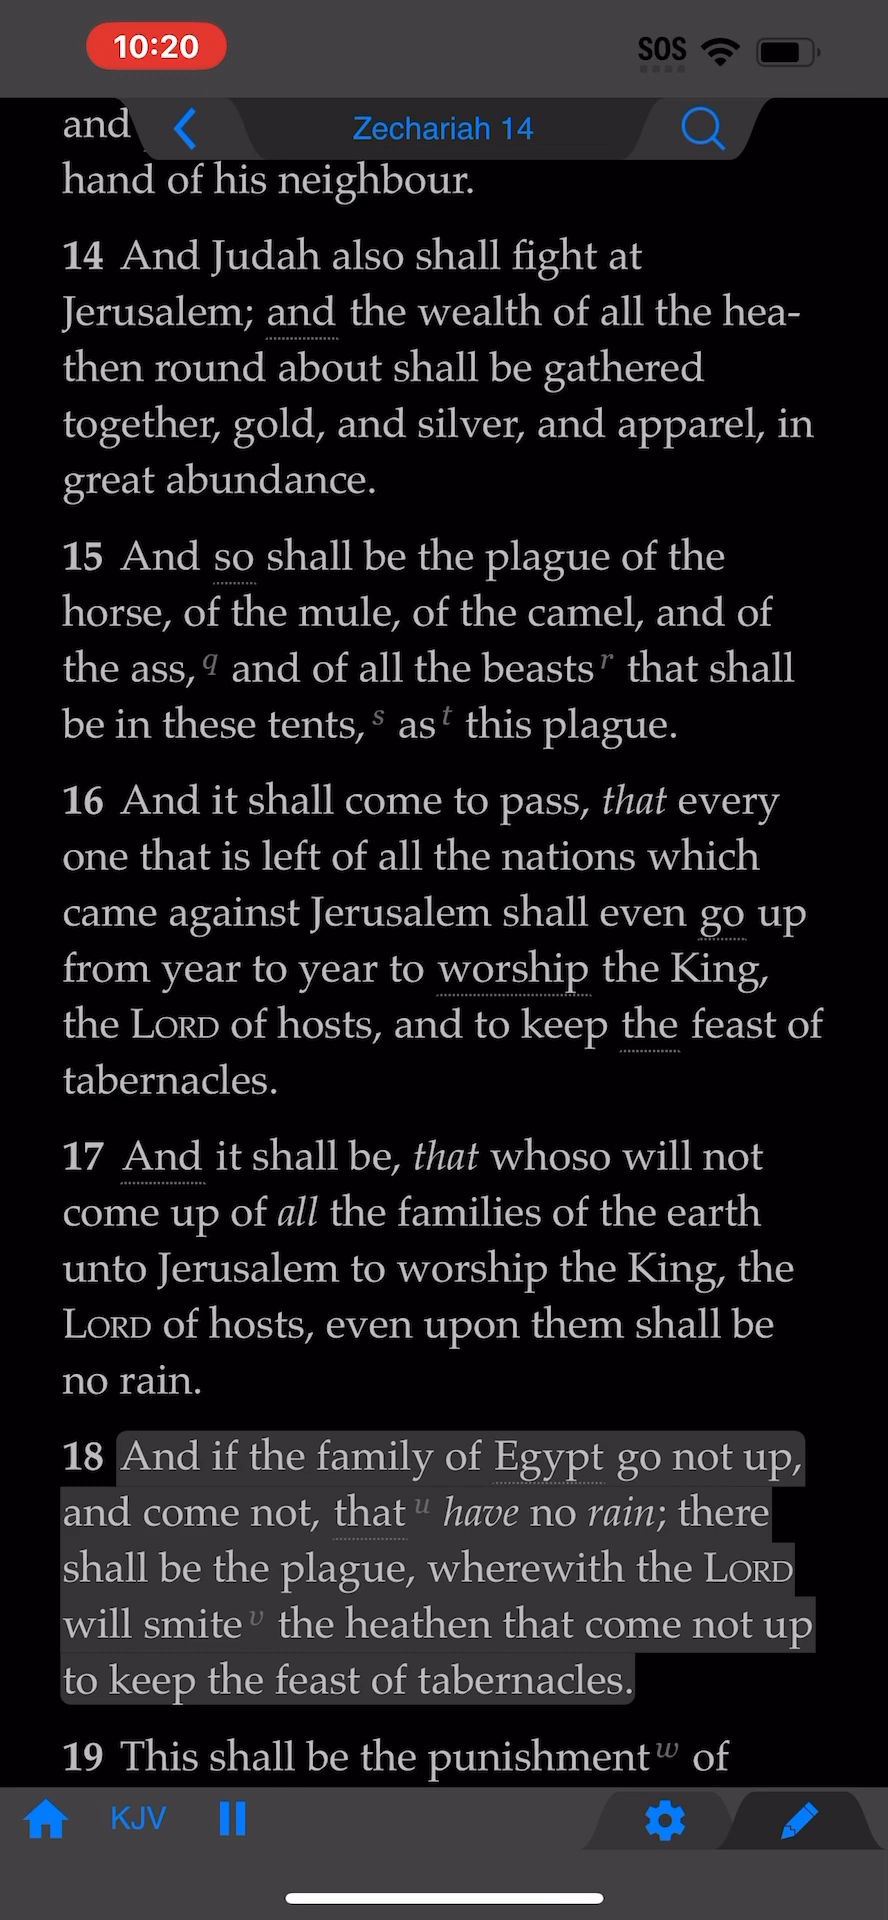 10:20
SOS
Zechariah 14
and
hand of his neighbour.
14 And Judah also shall fight at
Jerusalem; and the wealth of all the hea-
then round about shall be gathered
together, gold, and silver, and apparel, in
great abundance.
15 And so shall be the plague of the
horse, of the mule, of the camel, and of
the ass, q and of all the beasts r that shall
be in these tents, s as t this plague.
16 And it shall come to pass, that every
one that is left of all the nations which
came against Jerusalem shall even go up
from year to year to worship the King,
the LORD of hosts, and to keep the feast of
tabernacles.
17 And it shall be, that whoso will not
come up of all the families of the earth
unto Jerusalem to worship the King, the
LORD of hosts, even upon them shall be
no rain.
18 And if the family of Egypt go not up,
and come not, that u have no rain; there
shall be the plague, wherewith the LORD
will smite v the heathen that come not up
to keep the feast of tabernacles.
19 This shall be the punishment w of
KJV